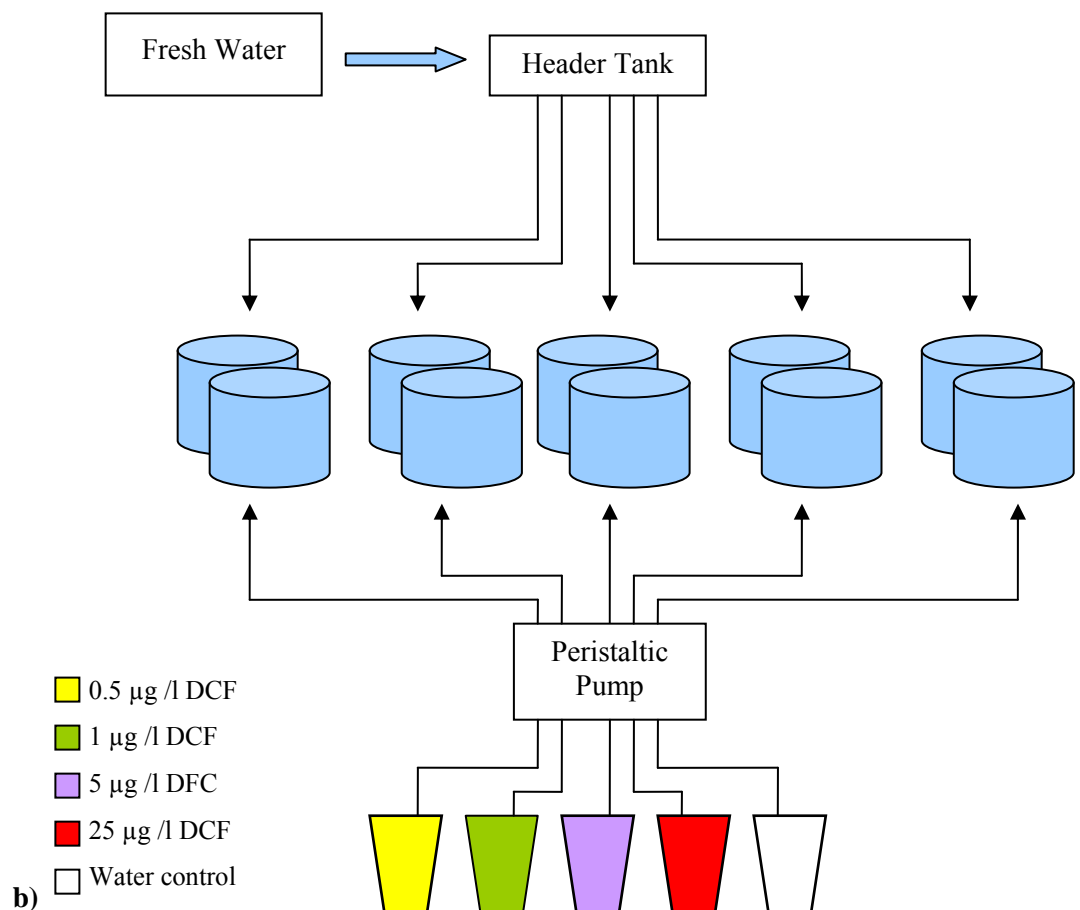 Fresh Water
Header Tank
Peristaltic
Pump
0.5 µg /l DCF
1 µg /l DCF
5 µg /l DFC
25 µg /l DCF
Water control
b)